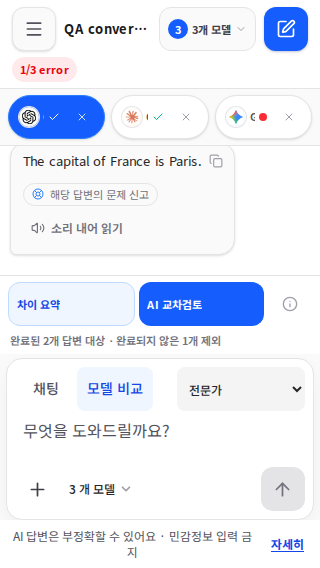 QA conver···
3
3개 모델
1/3 error
The capital of France is Paris.
해당 답변의 문제 신고
소리 내어 읽기
차이 요약
AI 교차검토
완료된 2개 답변 대상 · 완료되지 않은 1개 제외
채팅
모델 비교
전문가
무엇을 도와드릴까요?
3 개 모델
AI 답변은 부정확할 수 있어요 · 민감정보 입력 금
지
자세히